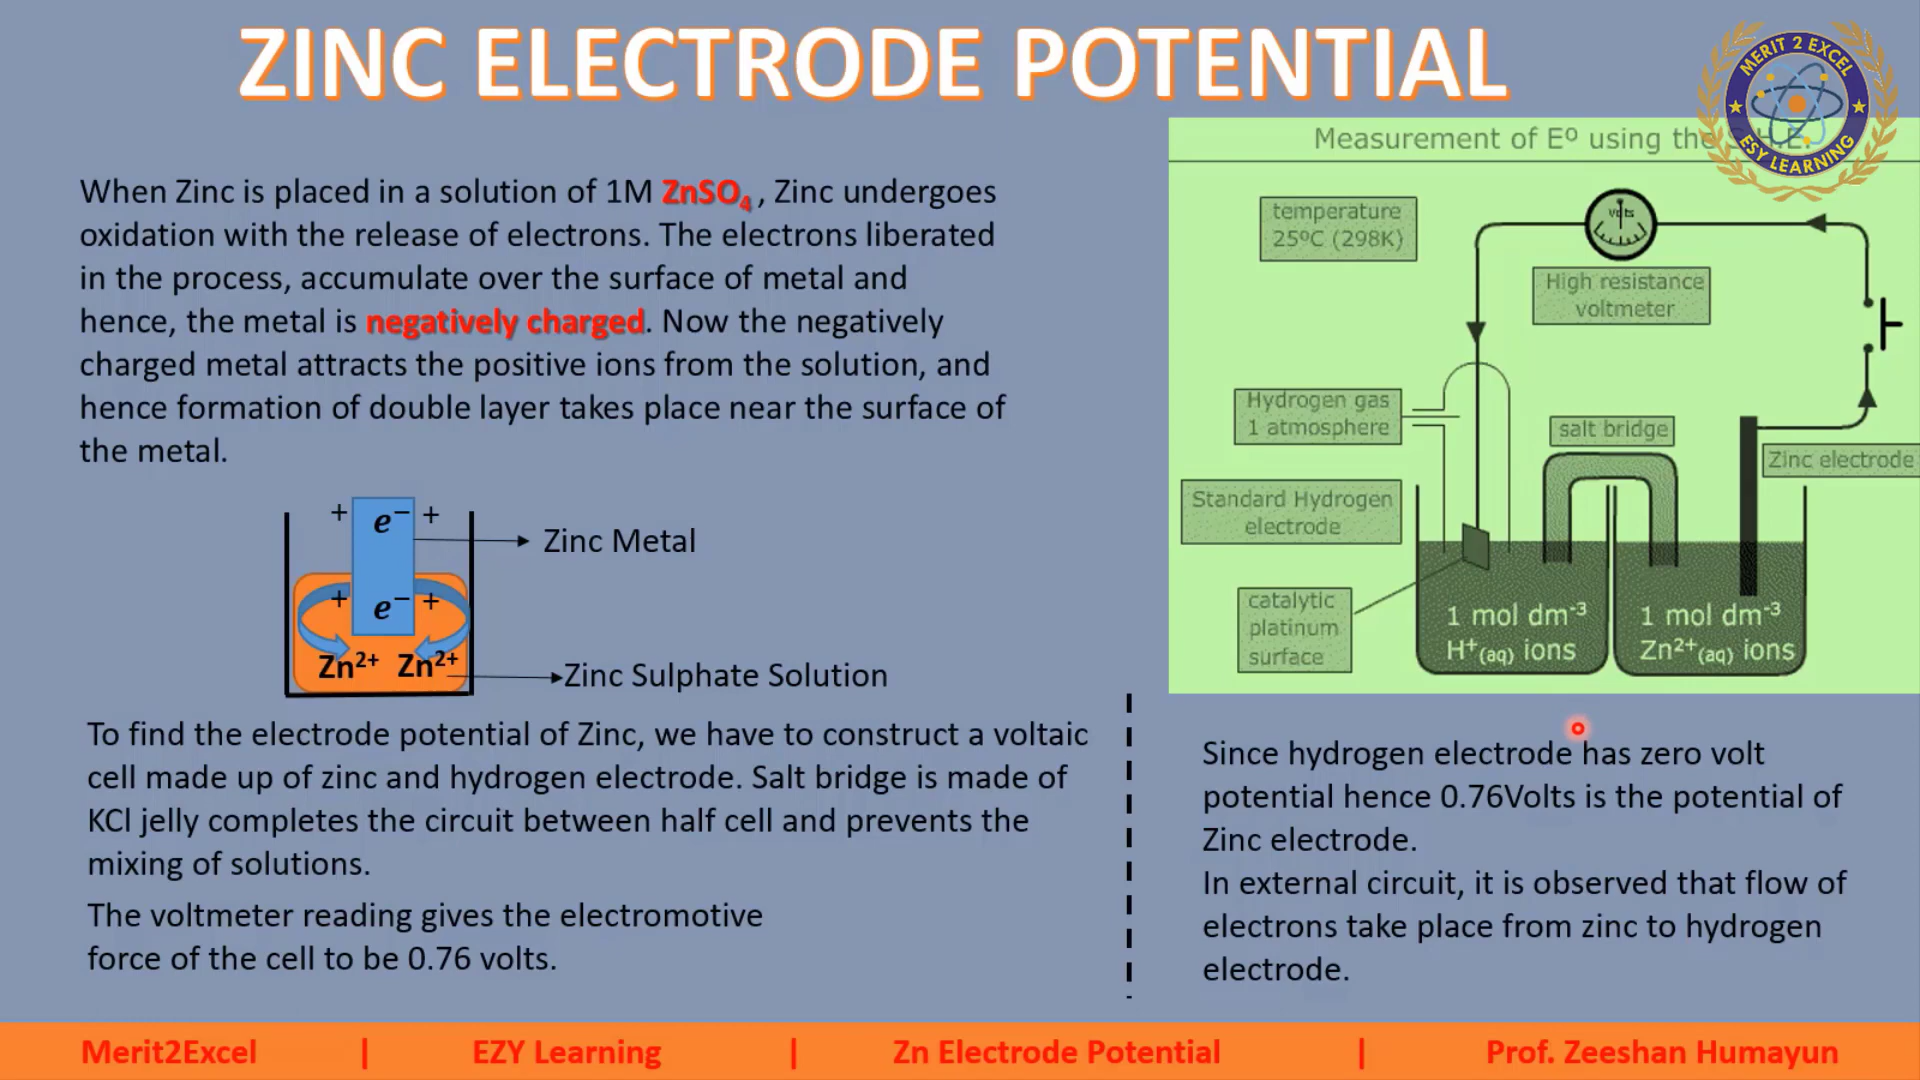 ZINC ELECTRODE POTENTIAL
MERIT 2 EXCEL
ESY LEARNING
When Zinc is placed in a solution of 1M ZnSO₄ , Zinc undergoes
oxidation with the release of electrons. The electrons liberated
in the process, accumulate over the surface of metal and
hence, the metal is negatively charged. Now the negatively
charged metal attracts the positive ions from the solution, and
hence formation of double layer takes place near the surface of
the metal.
+ e⁻ +
Zinc Metal
+ e⁻ +
Zn²⁺ Zn²⁺
Zinc Sulphate Solution
To find the electrode potential of Zinc, we have to construct a voltaic
cell made up of zinc and hydrogen electrode. Salt bridge is made of
KCl jelly completes the circuit between half cell and prevents the
mixing of solutions.
The voltmeter reading gives the electromotive
force of the cell to be 0.76 volts.
Measurement of Eº using the S.H.E.
temperature
25ºC (298K)
volts
High resistance
voltmeter
Hydrogen gas
1 atmosphere
salt bridge
Zinc electrode
Standard Hydrogen
electrode
catalytic
platinum
surface
1 mol dm⁻³
H⁺(aq) ions
1 mol dm⁻³
Zn²⁺(aq) ions
Since hydrogen electrode has zero volt
potential hence 0.76Volts is the potential of
Zinc electrode.
In external circuit, it is observed that flow of
electrons take place from zinc to hydrogen
electrode.
Merit2Excel | EZY Learning | Zn Electrode Potential | Prof. Zeeshan Humayun